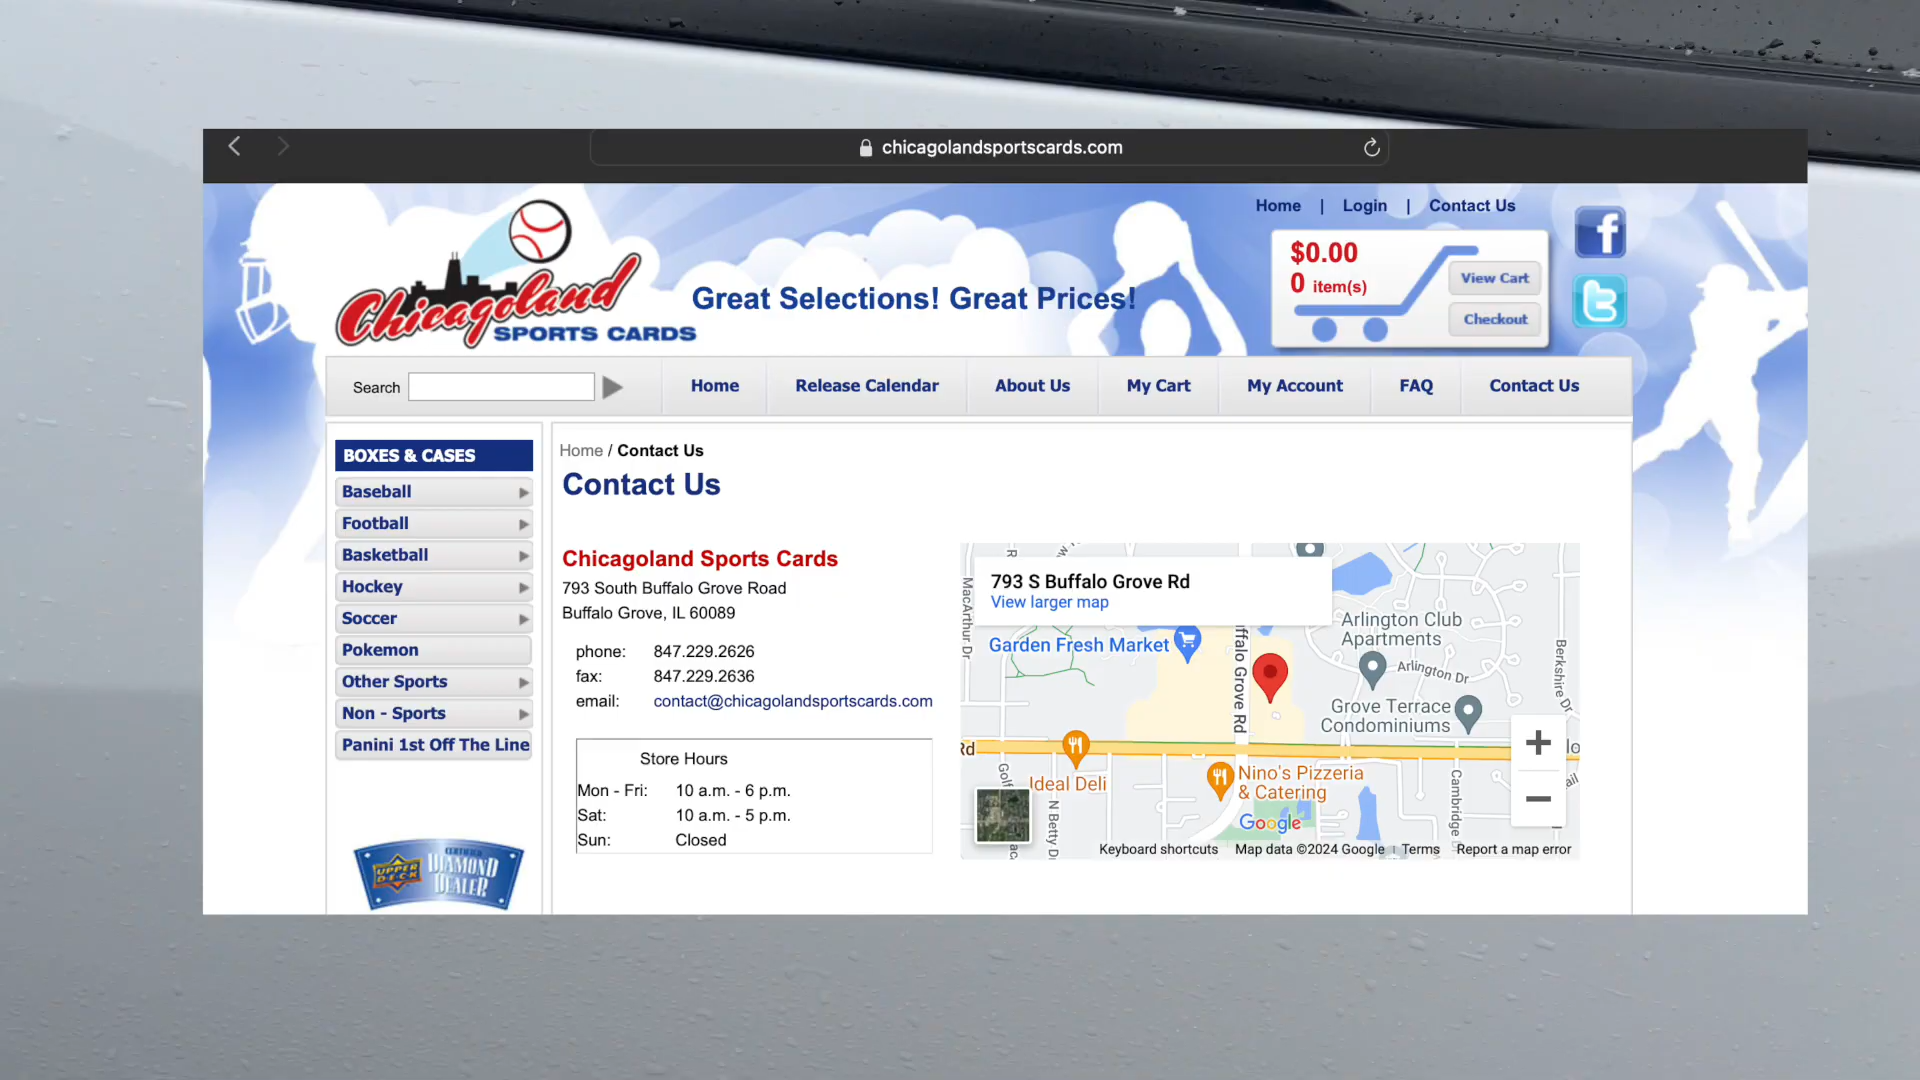 chicagolandsportscards.com
Home | Login | Contact Us
Chicagoland
SPORTS CARDS
Great Selections! Great Prices!
$0.00
0 item(s)
View Cart
Checkout
Search
Home
Release Calendar
About Us
My Cart
My Account
FAQ
Contact Us
BOXES & CASES
Baseball
Football
Basketball
Hockey
Soccer
Pokemon
Other Sports
Non - Sports
Panini 1st Off The Line
UPPER DECK
CERTIFIED
DIAMOND
DEALER
Home / Contact Us
Contact Us
Chicagoland Sports Cards
793 South Buffalo Grove Road
Buffalo Grove, IL 60089
phone: 847.229.2626
fax: 847.229.2636
email: contact@chicagolandsportscards.com
Store Hours
Mon - Fri: 10 a.m. - 6 p.m.
Sat: 10 a.m. - 5 p.m.
Sun: Closed
793 S Buffalo Grove Rd
View larger map
MacArthur Dr
Garden Fresh Market
ffalo Grove Rd
Arlington Club
Apartments
Arlington Dr
Berkshire
Grove Terrace
Condominiums
Rd
Ideal Deli
Golf
N Betty D
Nino's Pizzeria
& Catering
Cambridge
Google
Keyboard shortcuts
Map data ©2024 Google
Terms
Report a map error